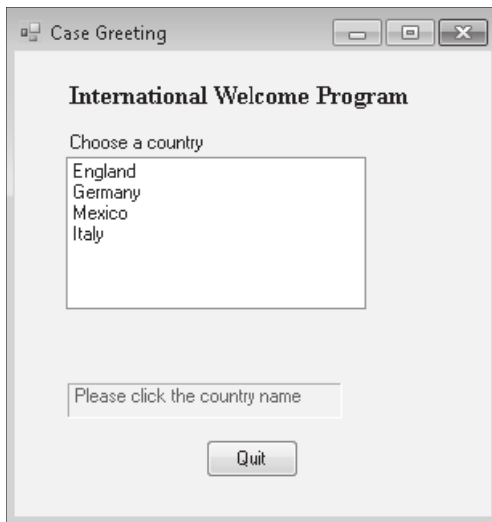 Case Greeting
International Welcome Program
Choose a country
England
Germany
Mexico
Italy
Please click the country name
Quit